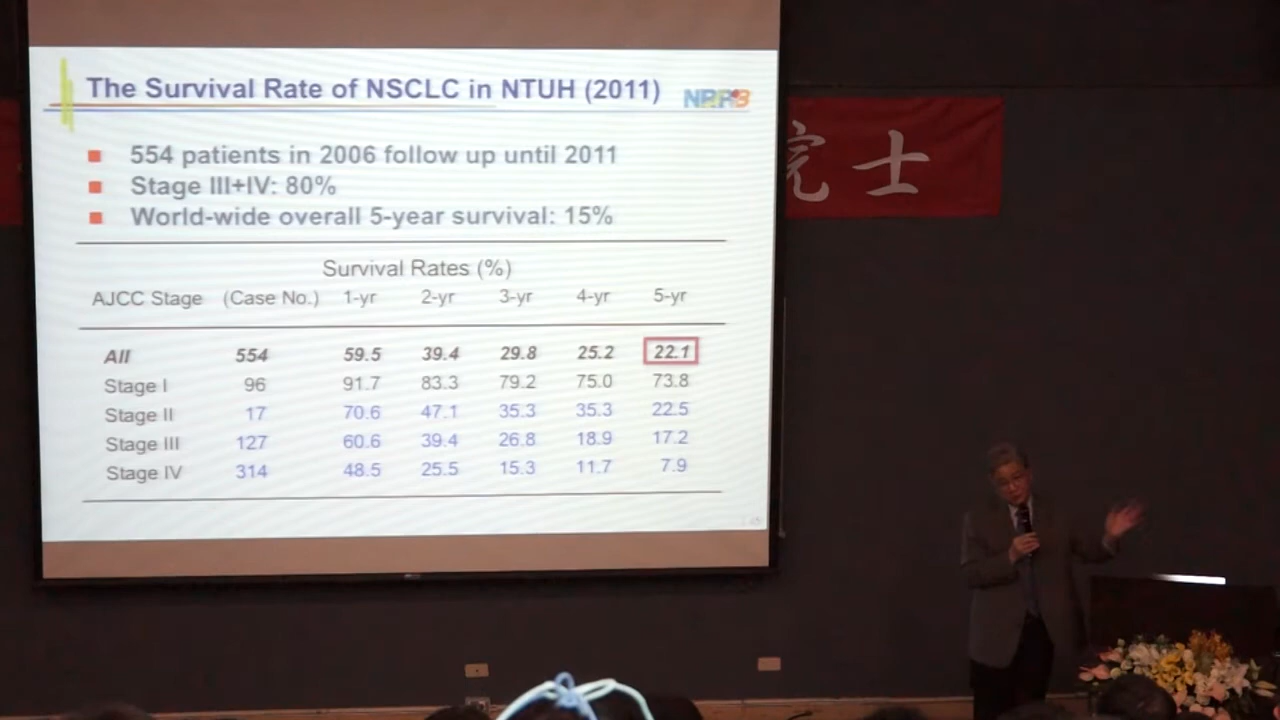 The Survival Rate of NSCLC in NTUH (2011)
NRPB
554 patients in 2006 follow up until 2011
Stage III+IV: 80%
World-wide overall 5-year survival: 15%
Survival Rates (%)
AJCC Stage (Case No.) 1-yr 2-yr 3-yr 4-yr 5-yr
All 554 59.5 39.4 29.8 25.2 22.1
Stage I 96 91.7 83.3 79.2 75.0 73.8
Stage II 17 70.6 47.1 35.3 35.3 22.5
Stage III 127 60.6 39.4 26.8 18.9 17.2
Stage IV 314 48.5 25.5 15.3 11.7 7.9
院士